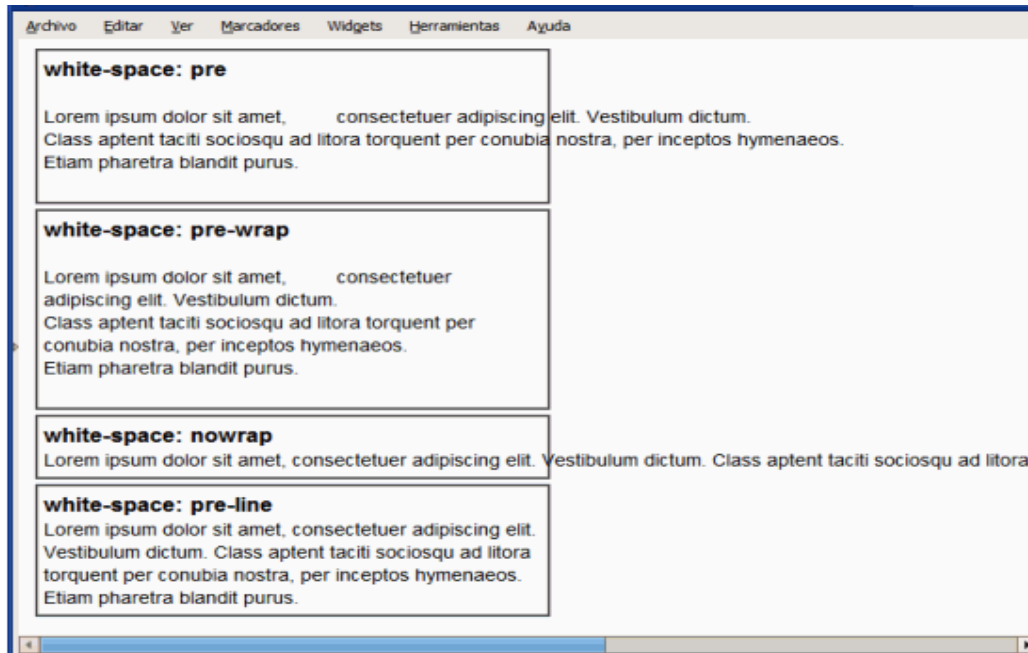 Archivo Editar Ver Marcadores Widgets Herramientas Ayuda
white-space: pre
Lorem ipsum dolor sit amet, consectetuer adipiscing elit. Vestibulum dictum.
Class aptent taciti sociosqu ad litora torquent per conubia nostra, per inceptos hymenaeos.
Etiam pharetra blandit purus.
white-space: pre-wrap
Lorem ipsum dolor sit amet, consectetuer
adipiscing elit. Vestibulum dictum.
Class aptent taciti sociosqu ad litora torquent per
conubia nostra, per inceptos hymenaeos.
Etiam pharetra blandit purus.
white-space: nowrap
Lorem ipsum dolor sit amet, consectetuer adipiscing elit. Vestibulum dictum. Class aptent taciti sociosqu ad litora
white-space: pre-line
Lorem ipsum dolor sit amet, consectetuer adipiscing elit.
Vestibulum dictum. Class aptent taciti sociosqu ad litora
torquent per conubia nostra, per inceptos hymenaeos.
Etiam pharetra blandit purus.